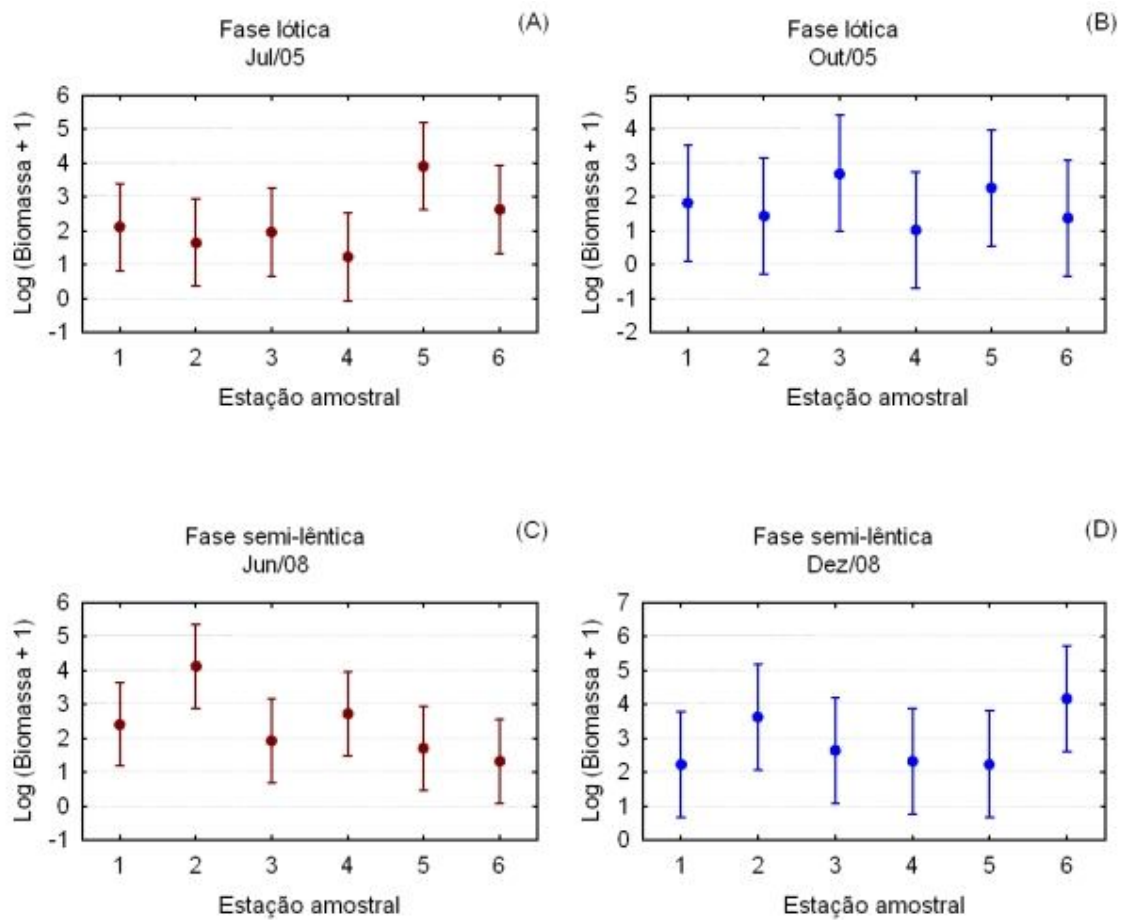 Fase lótica
Jul/05
(A)
6
5
4
3
2
1
0
-1
Log (Biomassa + 1)
1 2 3 4 5 6
Estação amostral
Fase lótica
Out/05
(B)
5
4
3
2
1
0
-1
-2
Log (Biomassa + 1)
1 2 3 4 5 6
Estação amostral
Fase semi-lêntica
Jun/08
(C)
6
5
4
3
2
1
0
-1
Log (Biomassa + 1)
1 2 3 4 5 6
Estação amostral
Fase semi-lêntica
Dez/08
(D)
7
6
5
4
3
2
1
0
Log (Biomassa + 1)
1 2 3 4 5 6
Estação amostral